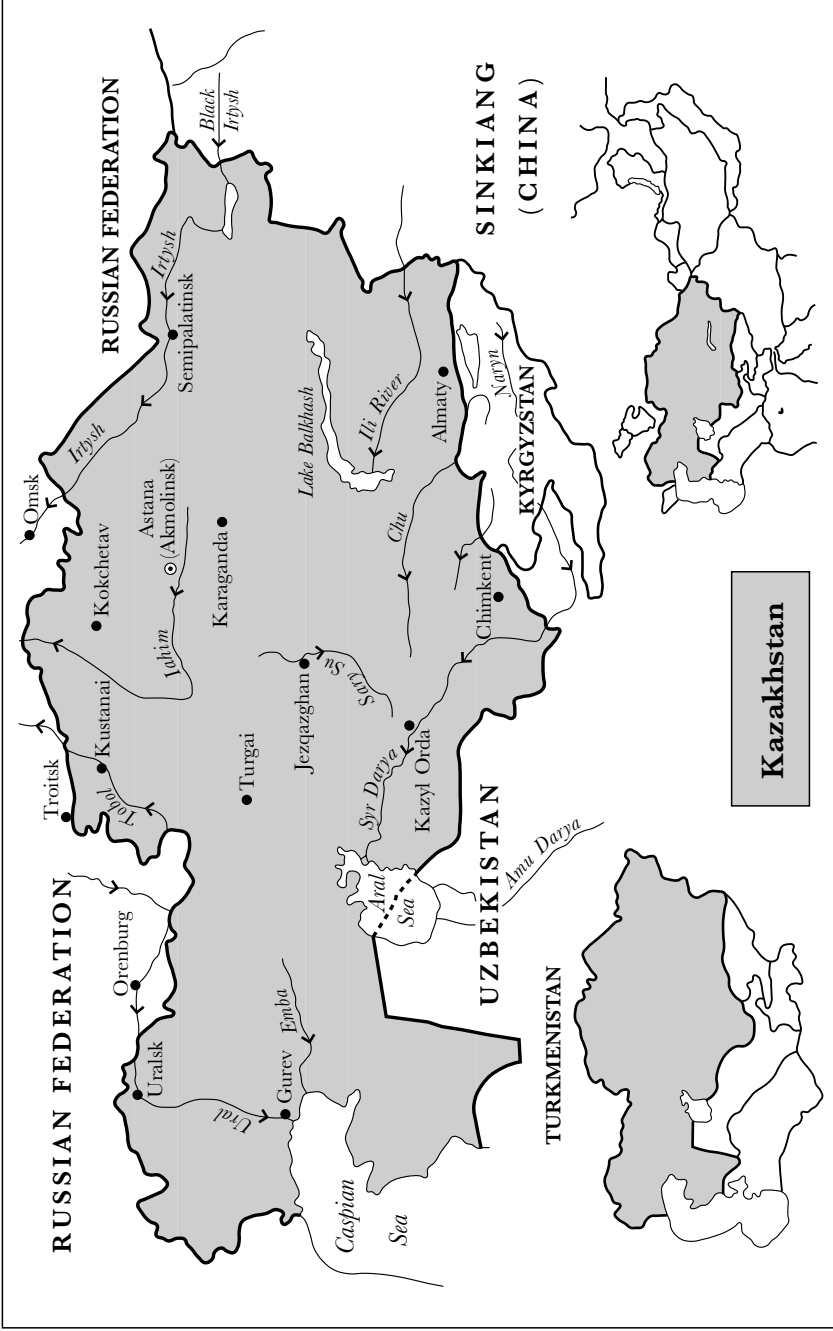 RUSSIAN FEDERATION
RUSSIAN FEDERATION
Troitsk
Omsk
Orenburg
Kustanai
Kokchetav
Tobol
Irtysh
Astana
(Akmolinsk)
Irtysh
Black
Irtysh
Uralsk
Semipalatinsk
Iahim
Ural
Turgai
Karaganda
Gurev
Emba
Jezqazghan
Sary Su
Lake Balkhash
Ili River
Caspian
Sea
Aral
Sea
Syr Darya
Kazyl Orda
Chu
Almaty
Chimkent
Naryn
KYRGYZSTAN
SINKIANG
(CHINA)
UZBEKISTAN
Amu Darya
TURKMENISTAN
Kazakhstan